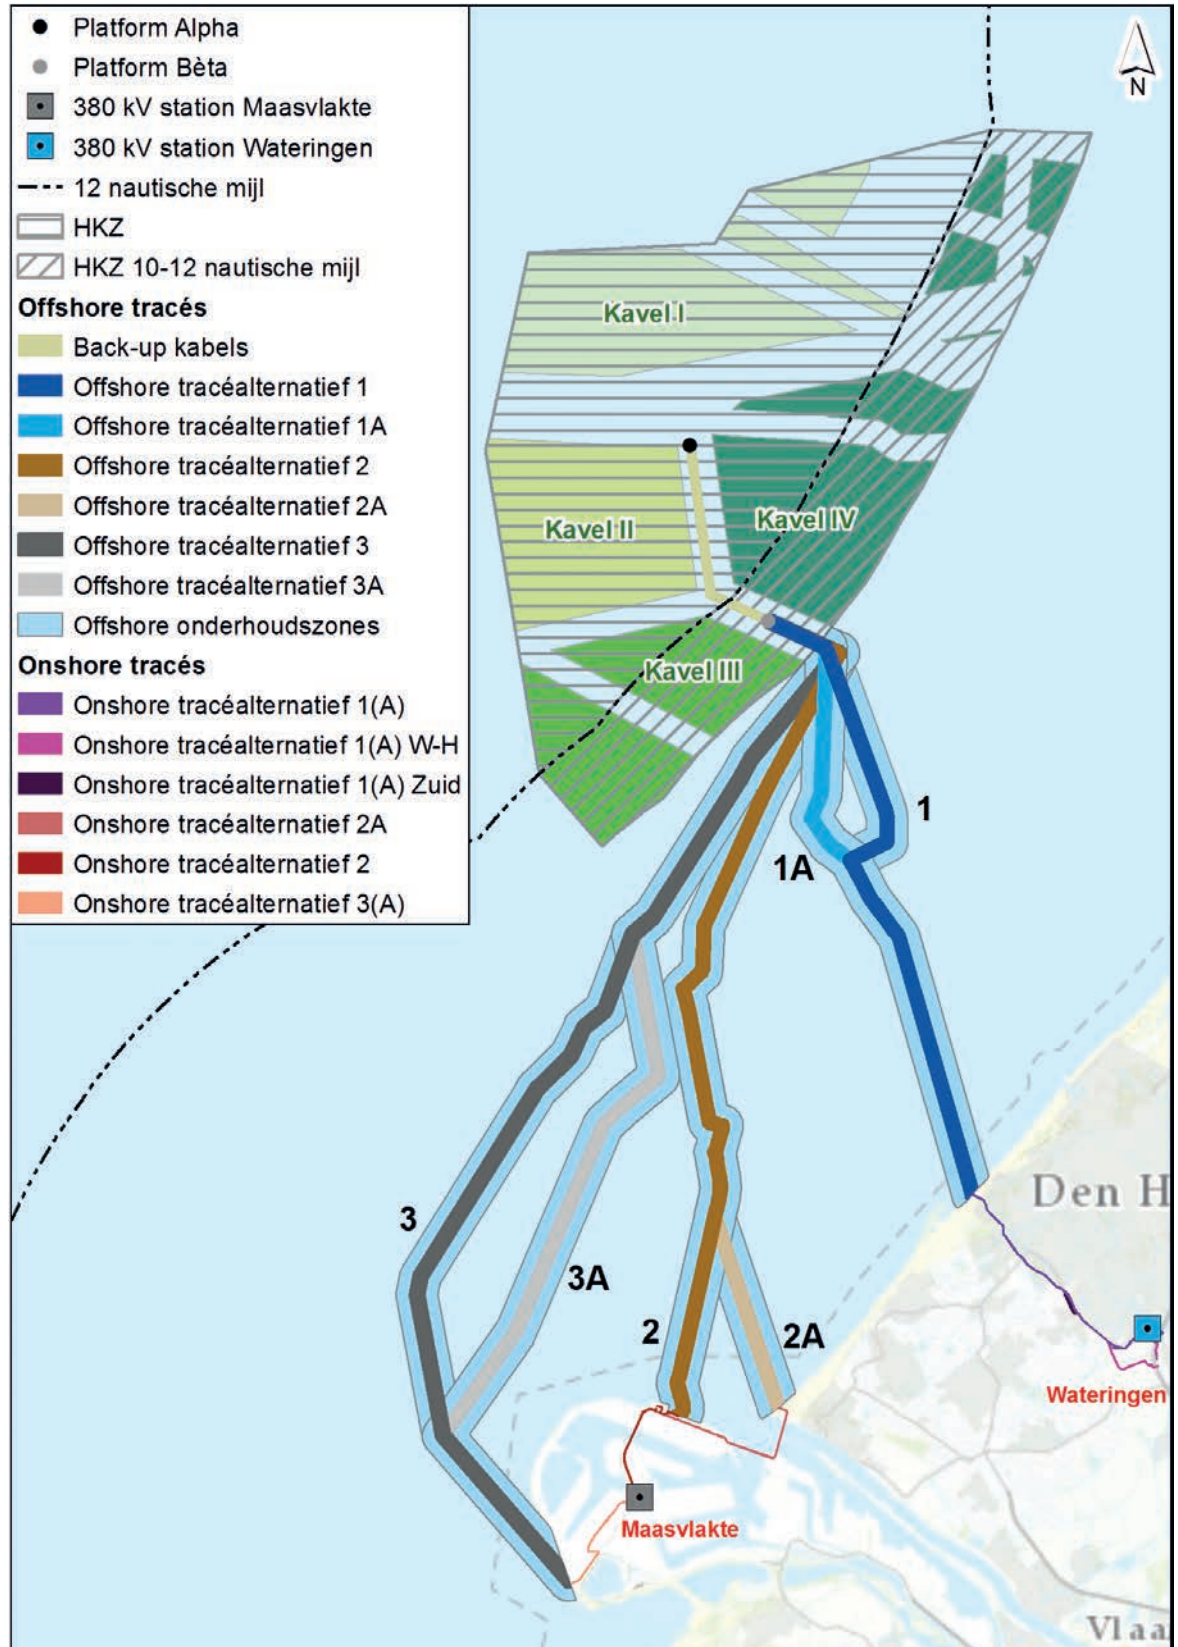 Platform Alpha
Platform Bèta
380 kV station Maasvlakte
380 kV station Wateringen
12 nautische mijl
HKZ
HKZ 10-12 nautische mijl
Offshore tracés
Back-up kabels
Offshore tracéalternatief 1
Offshore tracéalternatief 1A
Offshore tracéalternatief 2
Offshore tracéalternatief 2A
Offshore tracéalternatief 3
Offshore tracéalternatief 3A
Offshore onderhoudszones
Onshore tracés
Onshore tracéalternatief 1(A)
Onshore tracéalternatief 1(A) W-H
Onshore tracéalternatief 1(A) Zuid
Onshore tracéalternatief 2A
Onshore tracéalternatief 2
Onshore tracéalternatief 3(A)
N
Kavel I
Kavel II
Kavel IV
Kavel III
1
1A
Den H
3
3A
2
2A
Wateringen
Maasvlakte
Vlaa